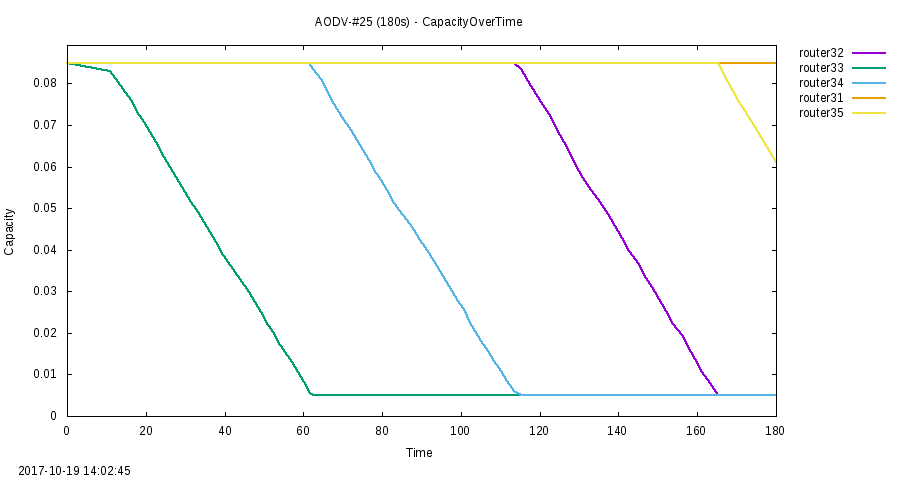 AODV-#25 (180s) - CapacityOverTime
router32
router33
router34
router31
router35
Capacity
0.08
0.07
0.06
0.05
0.04
0.03
0.02
0.01
0
0 20 40 60 80 100 120 140 160 180
Time
2017-10-19 14:02:45